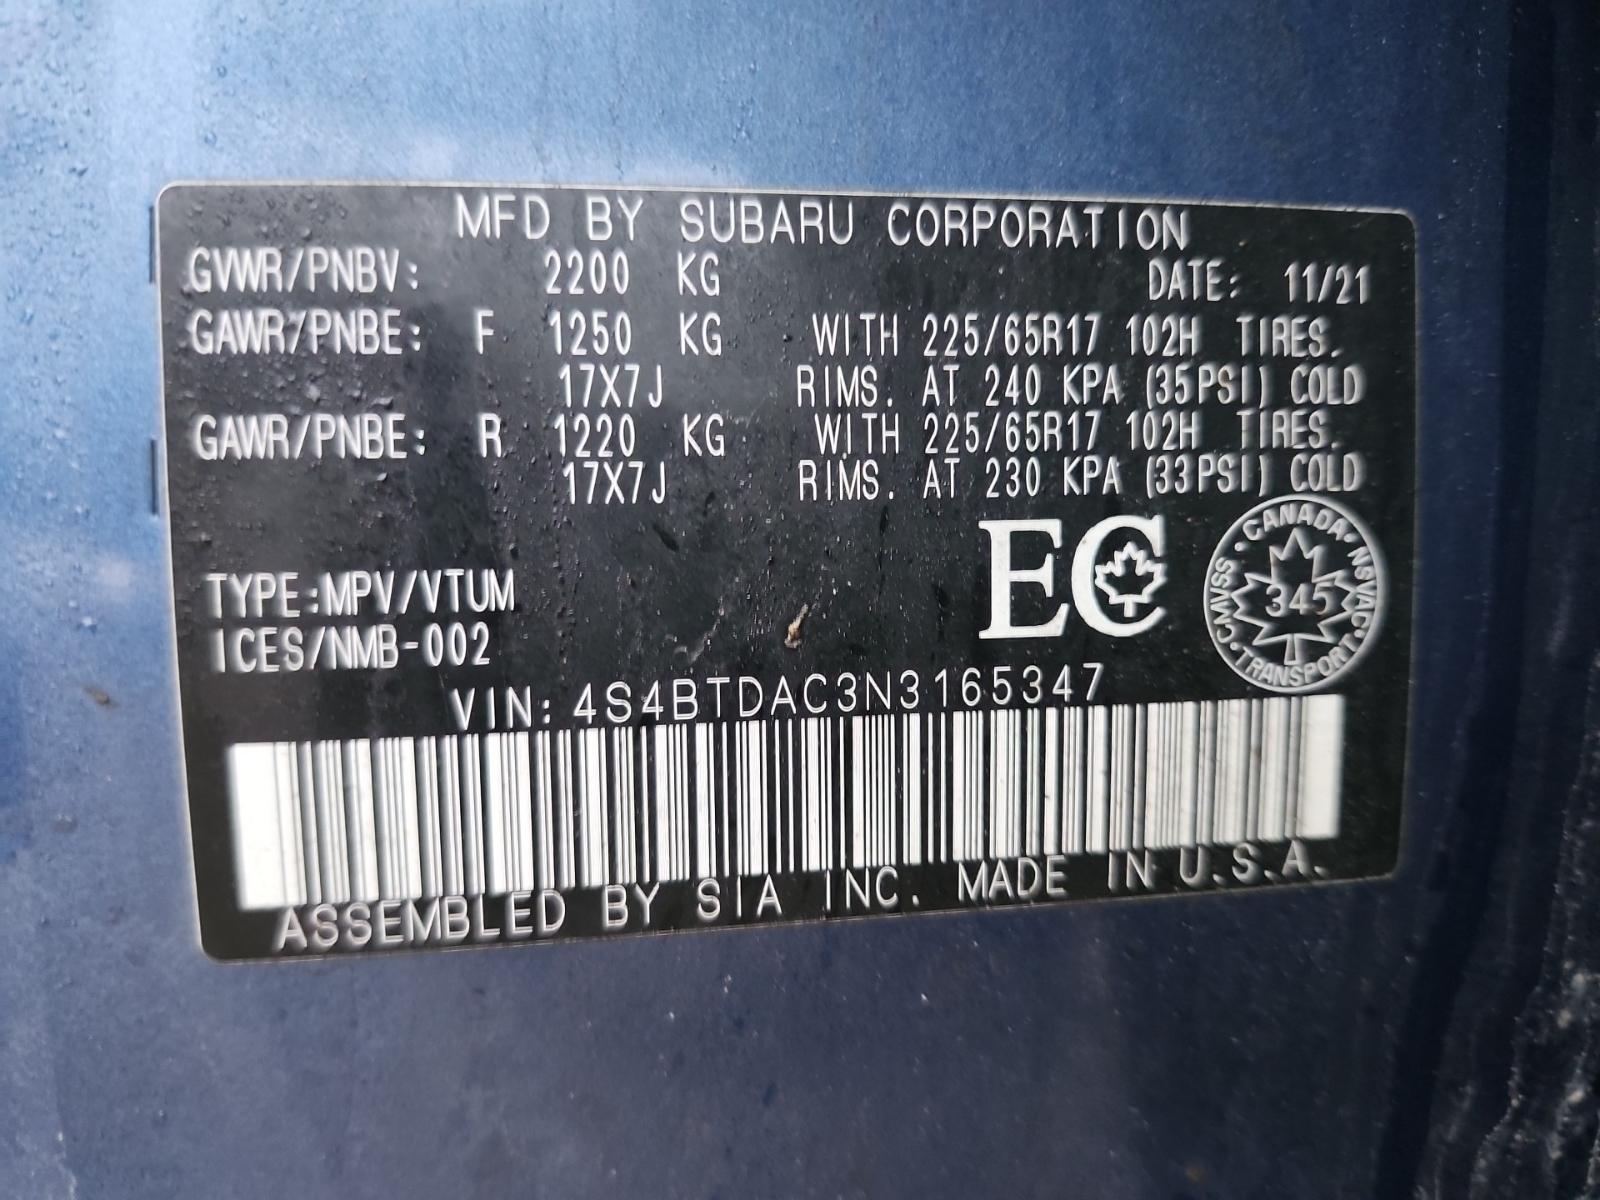 MFD BY SUBARU CORPORATION
GVWR/PNBV: 2200 KG DATE: 11/21
GAWR/PNBE: F 1250 KG WITH 225/65R17 102H TIRES.
17X7J RIMS. AT 240 KPA (35PSI) COLD
GAWR/PNBE: R 1220 KG WITH 225/65R17 102H TIRES.
17X7J RIMS. AT 230 KPA (33PSI) COLD
EC
CANADA • NSVAC • TRANSPORT • CMVSS •
345
TYPE:MPV/VTUM
ICES/NMB-002
VIN: 4S4BTDAC3N3165347
ASSEMBLED BY SIA INC. MADE IN U.S.A.